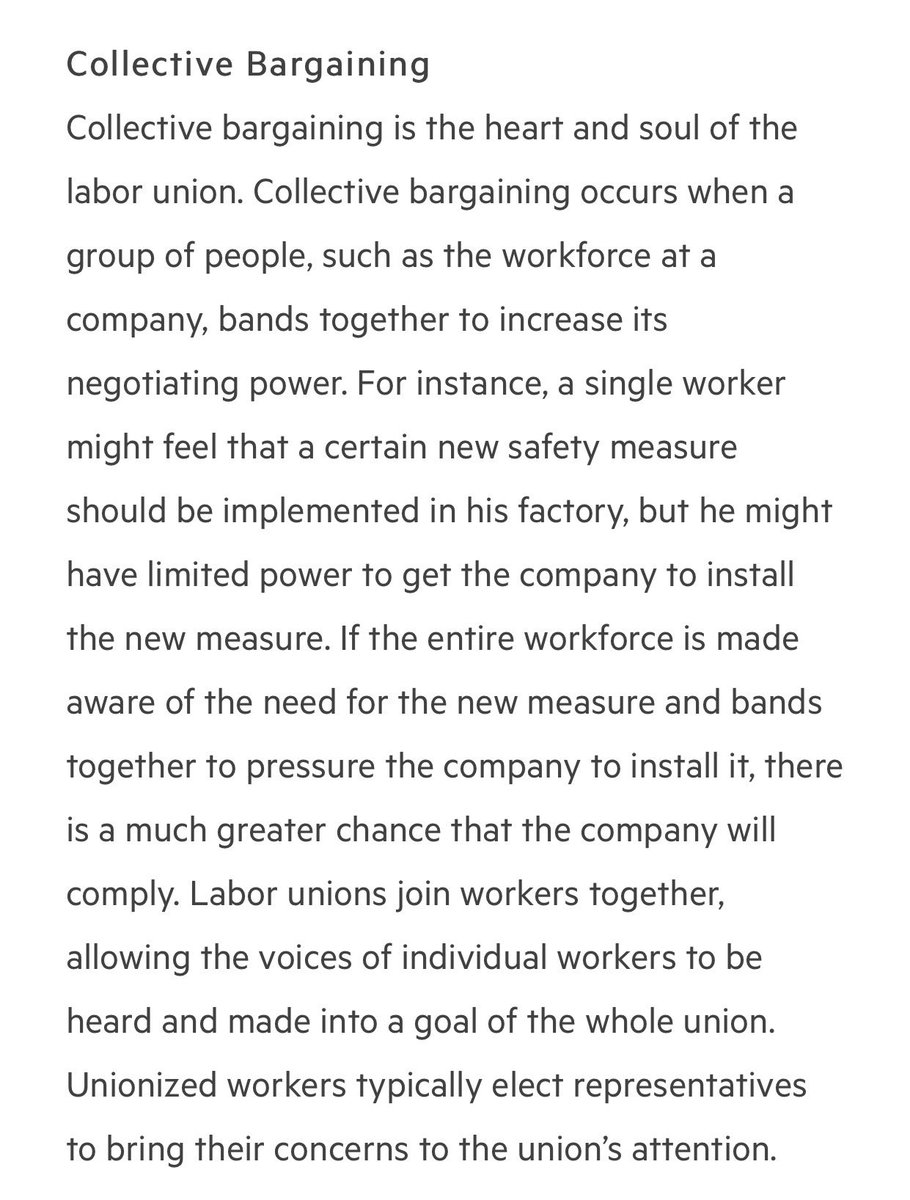 Collective Bargaining
Collective bargaining is the heart and soul of the
labor union. Collective bargaining occurs when a
group of people, such as the workforce at a
company, bands together to increase its
negotiating power. For instance, a single worker
might feel that a certain new safety measure
should be implemented in his factory, but he might
have limited power to get the company to install
the new measure. If the entire workforce is made
aware of the need for the new measure and bands
together to pressure the company to install it, there
is a much greater chance that the company will
comply. Labor unions join workers together,
allowing the voices of individual workers to be
heard and made into a goal of the whole union.
Unionized workers typically elect representatives
to bring their concerns to the union’s attention.